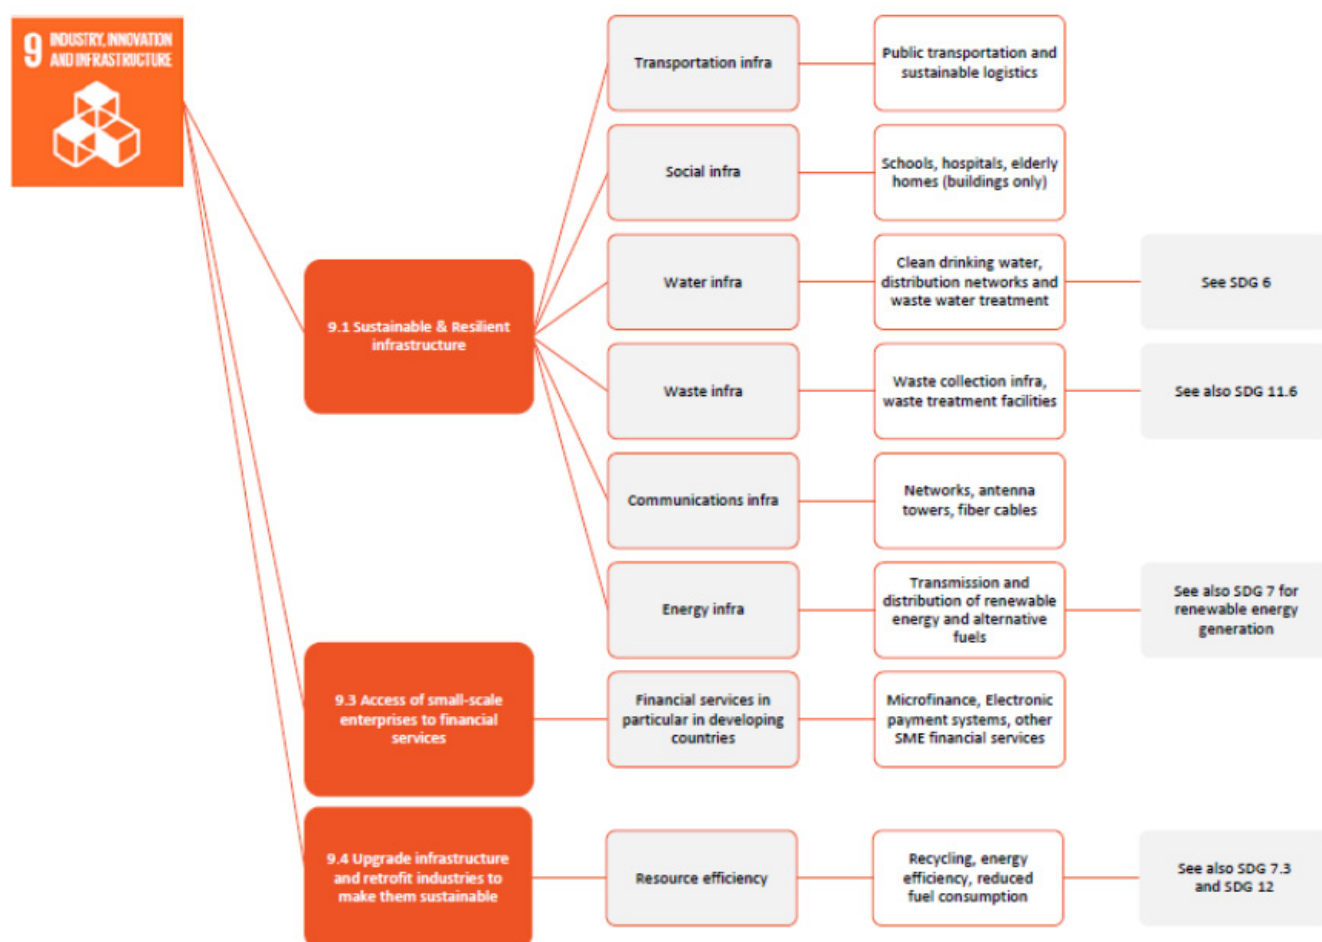 9 INDUSTRY, INNOVATION
AND INFRASTRUCTURE
Transportation infra
Public transportation and
sustainable logistics
Social infra
Schools, hospitals, elderly
homes (buildings only)
9.1 Sustainable & Resilient
infrastructure
Water infra
Clean drinking water,
distribution networks and
waste water treatment
See SDG 6
Waste infra
Waste collection infra,
waste treatment facilities
See also SDG 11.6
Communications infra
Networks, antenna
towers, fiber cables
Energy infra
Transmission and
distribution of renewable
energy and alternative
fuels
See also SDG 7 for
renewable energy
generation
9.3 Access of small-scale
enterprises to financial
services
Financial services in
particular in developing
countries
Microfinance, Electronic
payment systems, other
SME financial services
9.4 Upgrade infrastructure
and retrofit industries to
make them sustainable
Resource efficiency
Recycling, energy
efficiency, reduced
fuel consumption
See also SDG 7.3
and SDG 12